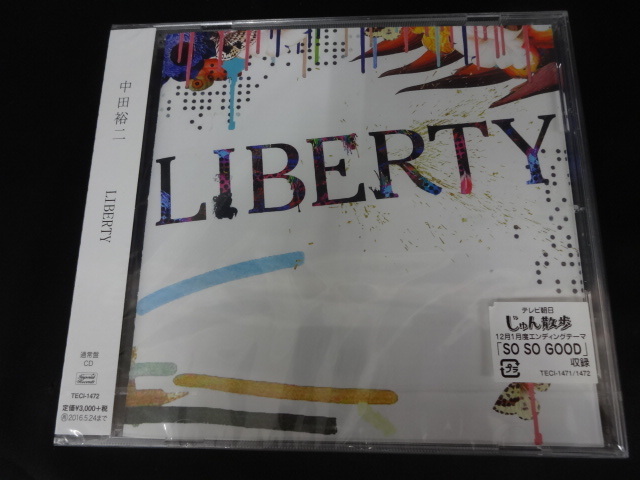 中田裕二
LIBERTY
通常盤
CD
TECI-1472
定価¥3,000+税
2016.5.24まで
LIBERTY
テレビ朝日
じゅん散歩
12月1月度エンディングテーマ
「SO SO GOOD」
収録
プラ
TECI-1471/1472